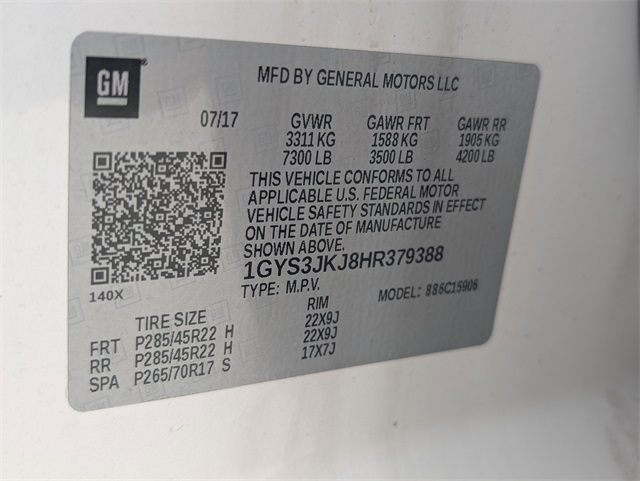 GM
MFD BY GENERAL MOTORS LLC
07/17 GVWR GAWR FRT GAWR RR
3311 KG 1588 KG 1905 KG
7300 LB 3500 LB 4200 LB
THIS VEHICLE CONFORMS TO ALL
APPLICABLE U.S. FEDERAL MOTOR
VEHICLE SAFETY STANDARDS IN EFFECT
ON THE DATE OF MANUFACTURE
SHOWN ABOVE.
1GYS3JKJ8HR379388
TYPE: M.P.V. MODEL: 886C15906
140X
TIRE SIZE RIM
FRT P285/45R22 H 22X9J
RR P285/45R22 H 22X9J
SPA P265/70R17 S 17X7J